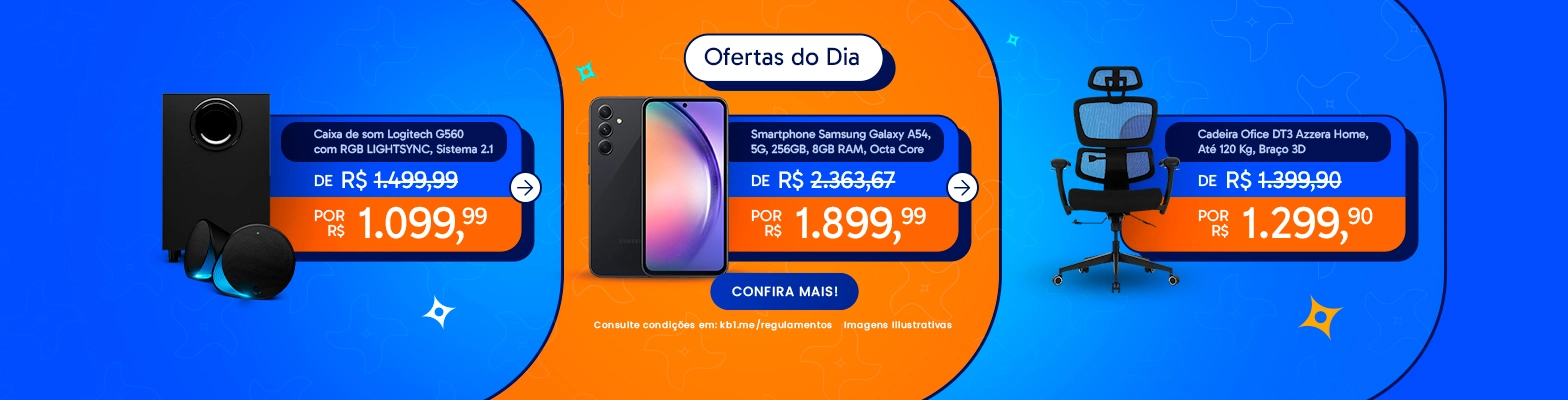 Ofertas do Dia
Caixa de som Logitech G560
com RGB LIGHTSYNC, Sistema 2.1
DE R$ 1.499,99
POR
R$ 1.099,99
Smartphone Samsung Galaxy A54,
5G, 256GB, 8GB RAM, Octa Core
DE R$ 2.363,67
POR
R$ 1.899,99
CONFIRA MAIS!
Consulte condições em: kb1.me/regulamentos Imagens Illustrativas
Cadeira Ofice DT3 Azzera Home,
Até 120 Kg, Braço 3D
DE R$ 1.399,90
POR
R$ 1.299,90